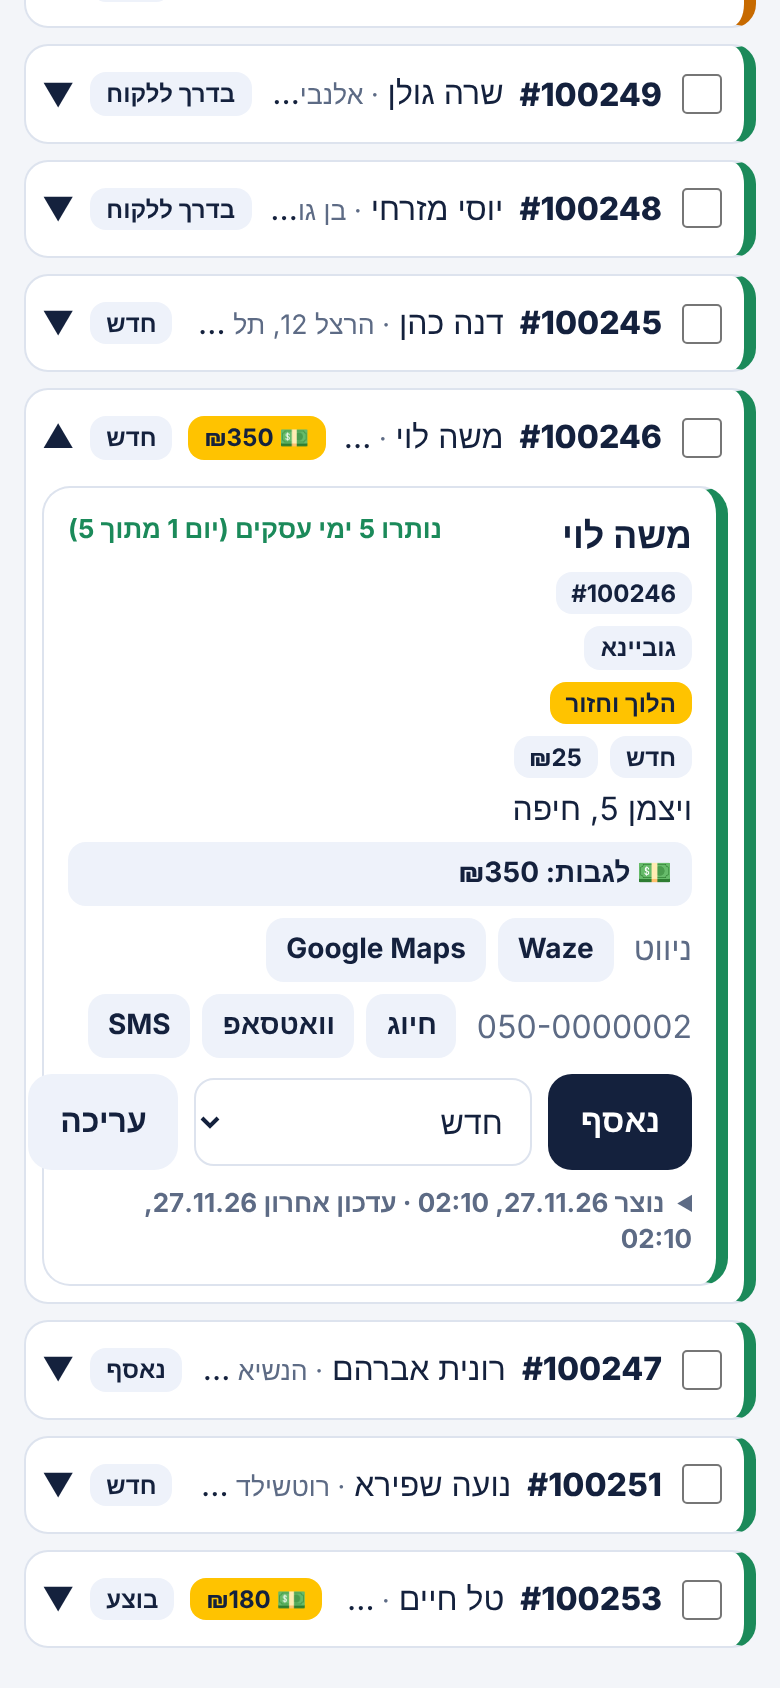 #100249 שרה גולן · אלנבי... בדרך ללקוח ▼
#100248 יוסי מזרחי · בן גו... בדרך ללקוח ▼
#100245 דנה כהן · הרצל 12, תל ... חדש ▼
#100246 משה לוי · ... 💵 ₪350 חדש ▲
משה לוי נותרו 5 ימי עסקים (יום 1 מתוך 5)
#100246
גוביינא
הלוך וחזור
חדש ₪25
ויצמן 5, חיפה
💵 לגבות: ₪350
ניווט Waze Google Maps
050-0000002 חיוג וואטסאפ SMS
נאסף חדש עריכה
◀ נוצר 27.11.26, 02:10 · עדכון אחרון 27.11.26,
02:10
#100247 רונית אברהם · הנשיא ... נאסף ▼
#100251 נועה שפירא · רוטשילד ... חדש ▼
#100253 טל חיים · ... 💵 ₪180 בוצע ▼